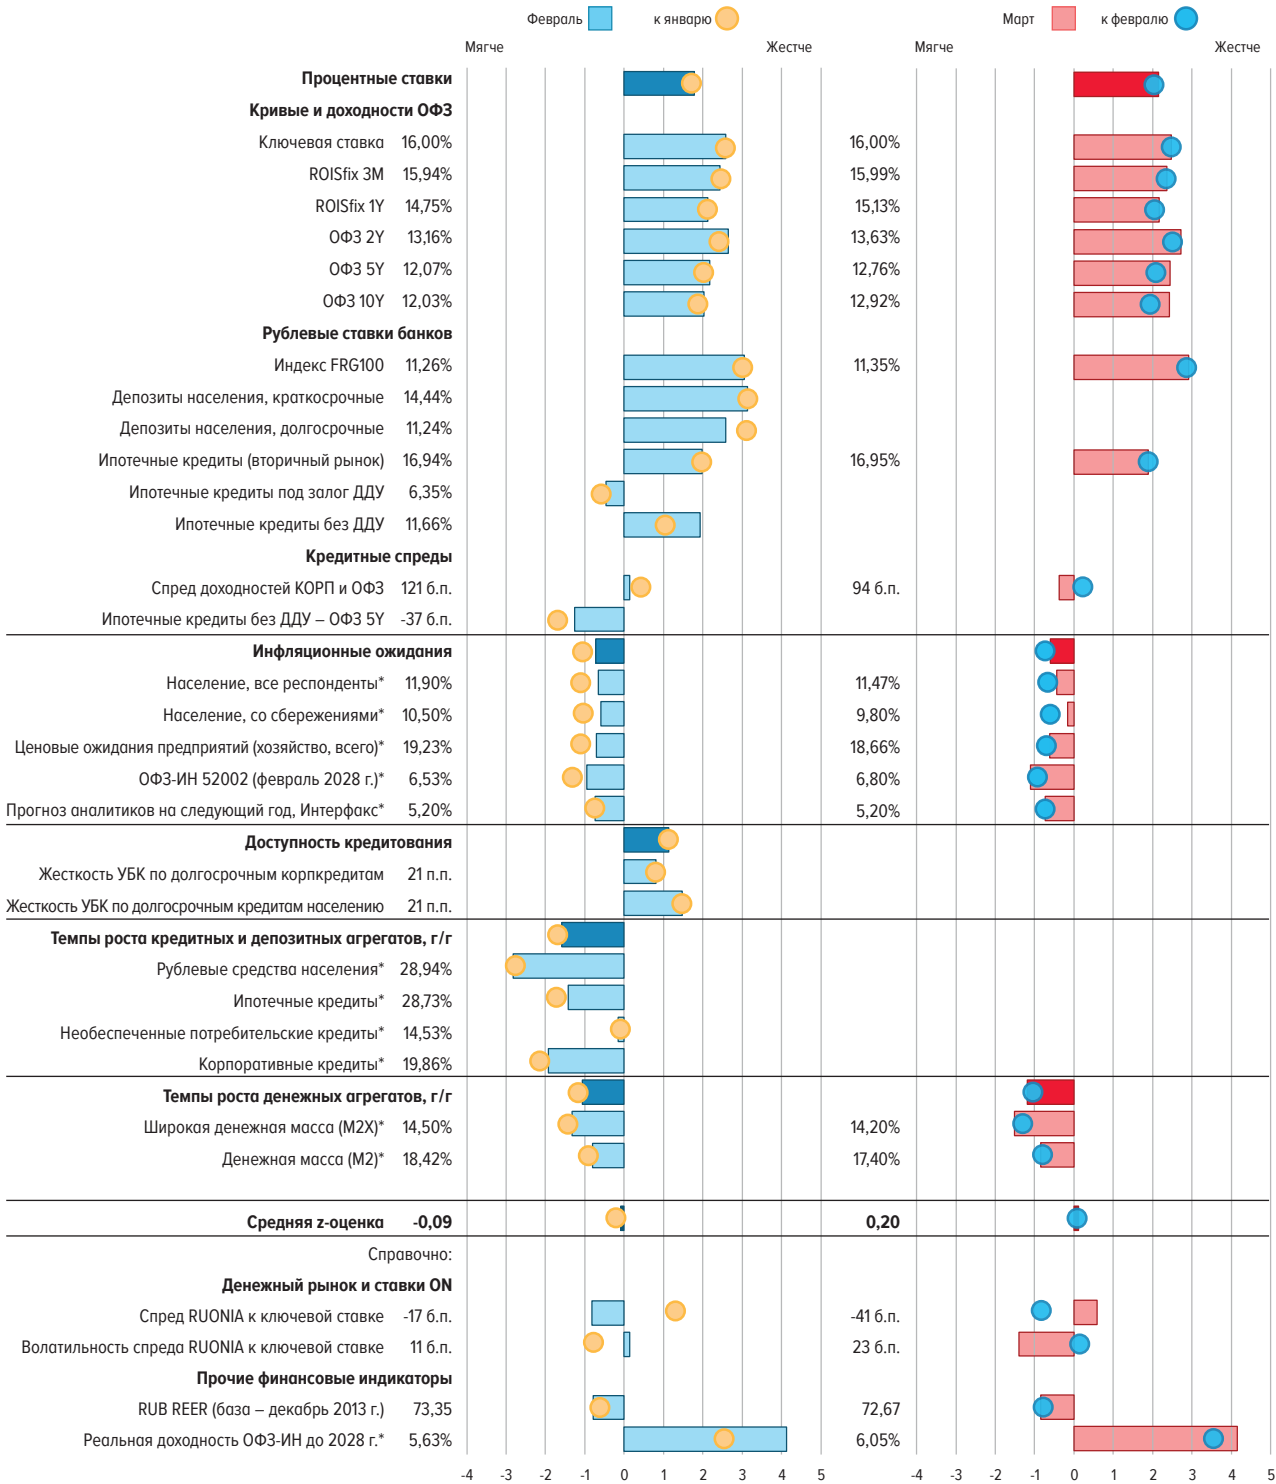 Февраль к январю Март к февралю
Мягче Жестче Мягче Жестче
Процентные ставки
Кривые и доходности ОФЗ
Ключевая ставка 16,00% 16,00%
ROISfix 3M 15,94% 15,99%
ROISfix 1Y 14,75% 15,13%
ОФЗ 2Y 13,16% 13,63%
ОФЗ 5Y 12,07% 12,76%
ОФЗ 10Y 12,03% 12,92%
Рублевые ставки банков
Индекс FRG100 11,26% 11,35%
Депозиты населения, краткосрочные 14,44%
Депозиты населения, долгосрочные 11,24%
Ипотечные кредиты (вторичный рынок) 16,94% 16,95%
Ипотечные кредиты под залог ДДУ 6,35%
Ипотечные кредиты без ДДУ 11,66%
Кредитные спреды
Спред доходностей КОРП и ОФЗ 121 б.п. 94 б.п.
Ипотечные кредиты без ДДУ – ОФЗ 5Y -37 б.п.
Инфляционные ожидания
Население, все респонденты* 11,90% 11,47%
Население, со сбережениями* 10,50% 9,80%
Ценовые ожидания предприятий (хозяйство, всего)* 19,23% 18,66%
ОФЗ-ИН 52002 (февраль 2028 г.)* 6,53% 6,80%
Прогноз аналитиков на следующий год, Интерфакс* 5,20% 5,20%
Доступность кредитования
Жесткость УБК по долгосрочным корпкредитам 21 п.п.
Жесткость УБК по долгосрочным кредитам населению 21 п.п.
Темпы роста кредитных и депозитных агрегатов, г/г
Рублевые средства населения* 28,94%
Ипотечные кредиты* 28,73%
Необеспеченные потребительские кредиты* 14,53%
Корпоративные кредиты* 19,86%
Темпы роста денежных агрегатов, г/г
Широкая денежная масса (М2Х)* 14,50% 14,20%
Денежная масса (М2)* 18,42% 17,40%
Средняя z-оценка -0,09 0,20
Справочно:
Денежный рынок и ставки ON
Спред RUONIA к ключевой ставке -17 б.п. -41 б.п.
Волатильность спреда RUONIA к ключевой ставке 11 б.п. 23 б.п.
Прочие финансовые индикаторы
RUB REER (база – декабрь 2013 г.) 73,35 72,67
Реальная доходность ОФЗ-ИН до 2028 г.* 5,63% 6,05%
-4 -3 -2 -1 0 1 2 3 4 5 -4 -3 -2 -1 0 1 2 3 4 5